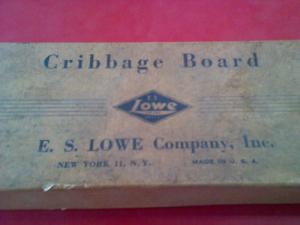 Cribbage Board
E.S.
Lowe
E. S. LOWE Company, Inc.
NEW YORK 11, N.Y.
MADE IN U. S. A.